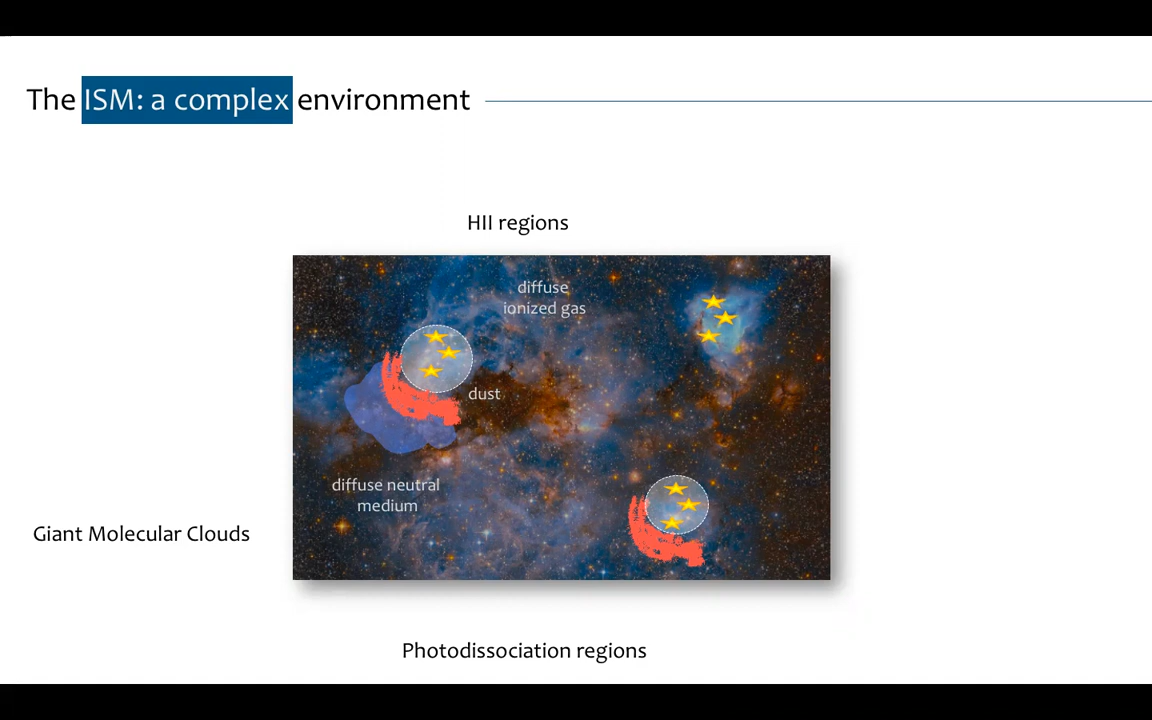 The ISM: a complex environment
HII regions
diffuse
ionized gas
dust
diffuse neutral
medium
Giant Molecular Clouds
Photodissociation regions